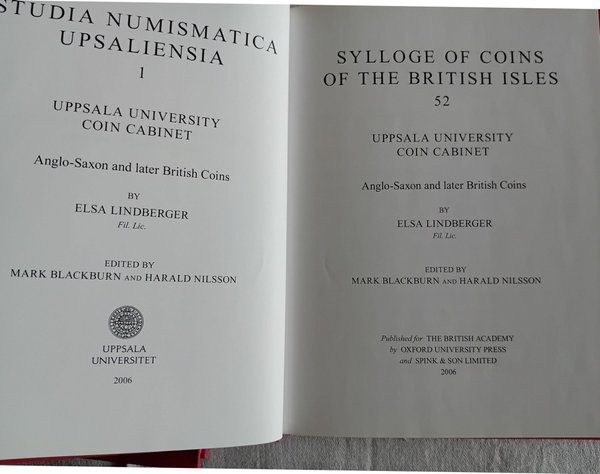 STUDIA NUMISMATICA
UPSALIENSIA
1
UPPSALA UNIVERSITY
COIN CABINET
Anglo-Saxon and later British Coins
BY
ELSA LINDBERGER
Fil. Lic.
EDITED BY
MARK BLACKBURN AND HARALD NILSSON
UPPSALA
UNIVERSITET
2006
SYLLOGE OF COINS
OF THE BRITISH ISLES
52
UPPSALA UNIVERSITY
COIN CABINET
Anglo-Saxon and later British Coins
BY
ELSA LINDBERGER
Fil. Lic.
EDITED BY
MARK BLACKBURN AND HARALD NILSSON
Published for THE BRITISH ACADEMY
by OXFORD UNIVERSITY PRESS
and SPINK & SON LIMITED
2006